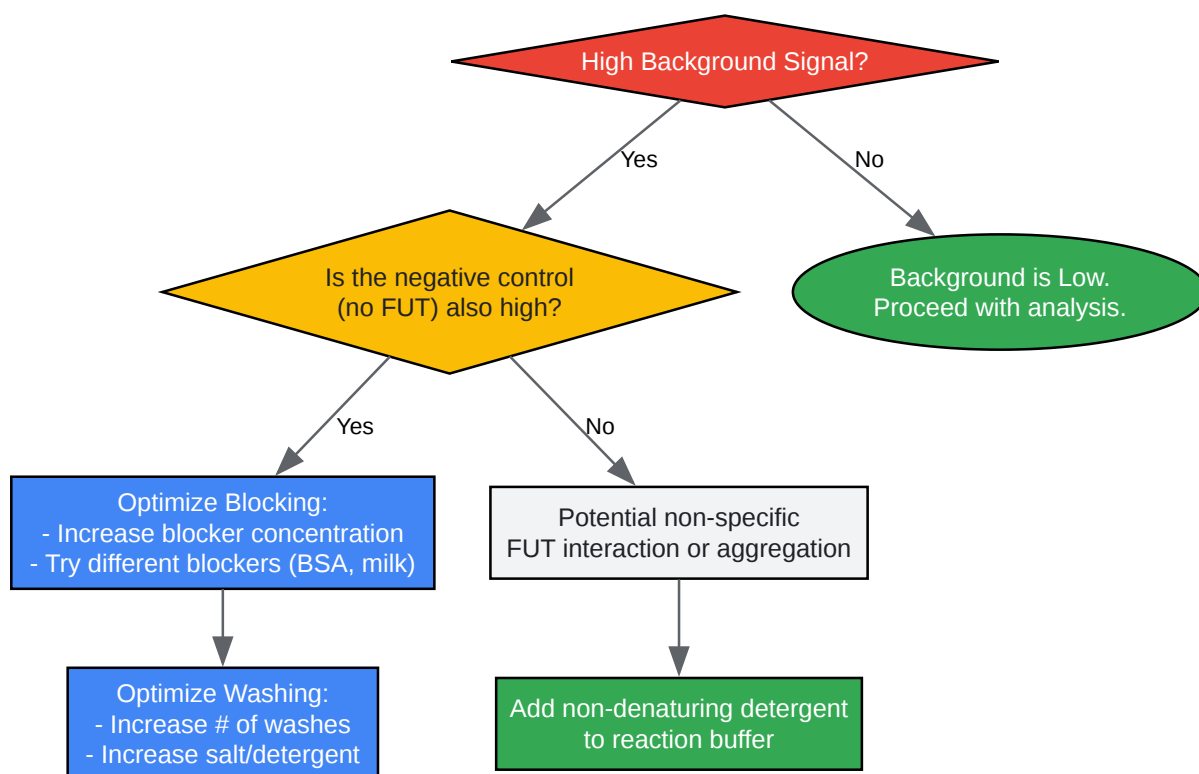 High Background Signal?
Yes
No
Is the negative control
(no FUT) also high?
Background is Low.
Proceed with analysis.
Yes
No
Optimize Blocking:
- Increase blocker concentration
- Try different blockers (BSA, milk)
Potential non-specific
FUT interaction or aggregation
Optimize Washing:
- Increase # of washes
- Increase salt/detergent
Add non-denaturing detergent
to reaction buffer